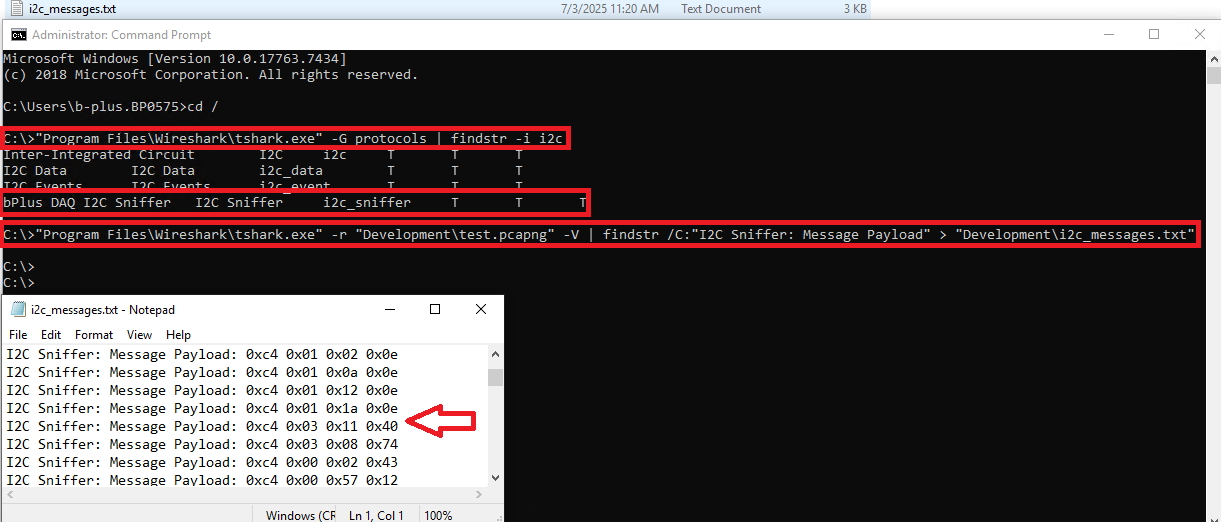 i2c_messages.txt 7/3/2025 11:20 AM Text Document 3 KB
Administrator: Command Prompt
Microsoft Windows [Version 10.0.17763.7434]
(c) 2018 Microsoft Corporation. All rights reserved.
C:\Users\b-plus.BP0575>cd /
C:\>"Program Files\Wireshark\tshark.exe" -G protocols | findstr -i i2c
Inter-Integrated Circuit I2C i2c T T T
I2C Data I2C Data i2c_data T T T
I2C Events I2C Events i2c_event T T T
bPlus DAQ I2C Sniffer I2C Sniffer i2c_sniffer T T T
C:\>"Program Files\Wireshark\tshark.exe" -r "Development\test.pcapng" -V | findstr /C:"I2C Sniffer: Message Payload" > "Development\i2c_messages.txt"
C:\>
C:\>
i2c_messages.txt - Notepad
File Edit Format View Help
I2C Sniffer: Message Payload: 0xc4 0x01 0x02 0x0e
I2C Sniffer: Message Payload: 0xc4 0x01 0x0a 0x0e
I2C Sniffer: Message Payload: 0xc4 0x01 0x12 0x0e
I2C Sniffer: Message Payload: 0xc4 0x01 0x1a 0x0e
I2C Sniffer: Message Payload: 0xc4 0x03 0x11 0x40
I2C Sniffer: Message Payload: 0xc4 0x03 0x08 0x74
I2C Sniffer: Message Payload: 0xc4 0x00 0x02 0x43
I2C Sniffer: Message Payload: 0xc4 0x00 0x57 0x12
Windows (CR Ln 1, Col 1 100%